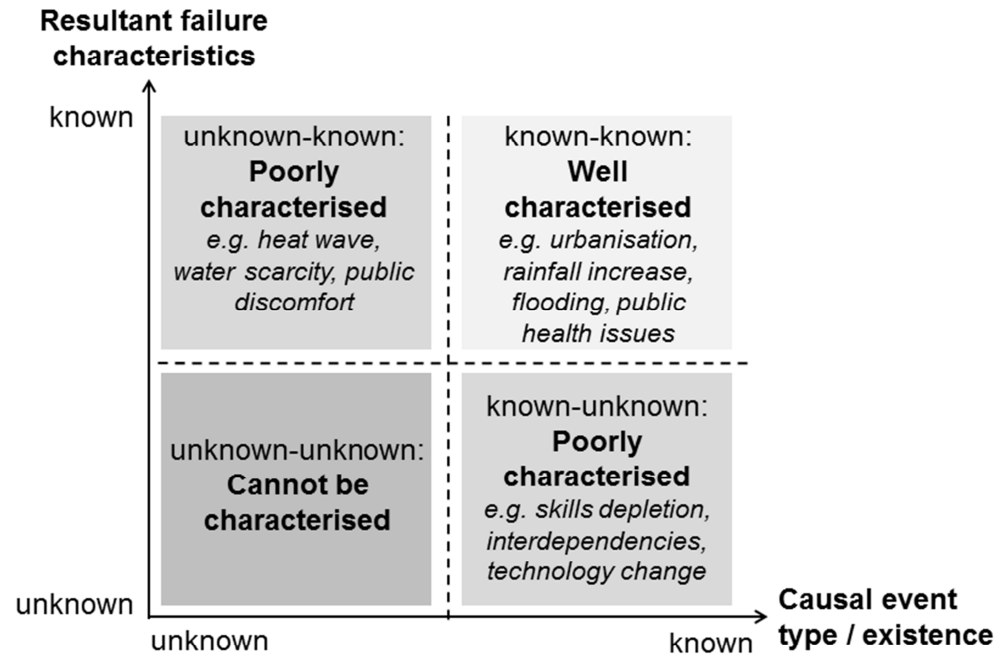 Resultant failure
characteristics
known
unknown-known:
Poorly
characterised
e.g. heat wave,
water scarcity, public
discomfort
known-known:
Well
characterised
e.g. urbanisation,
rainfall increase,
flooding, public
health issues
unknown-unknown:
Cannot be
characterised
known-unknown:
Poorly
characterised
e.g. skills depletion,
interdependencies,
technology change
unknown
unknown
known
Causal event
type / existence